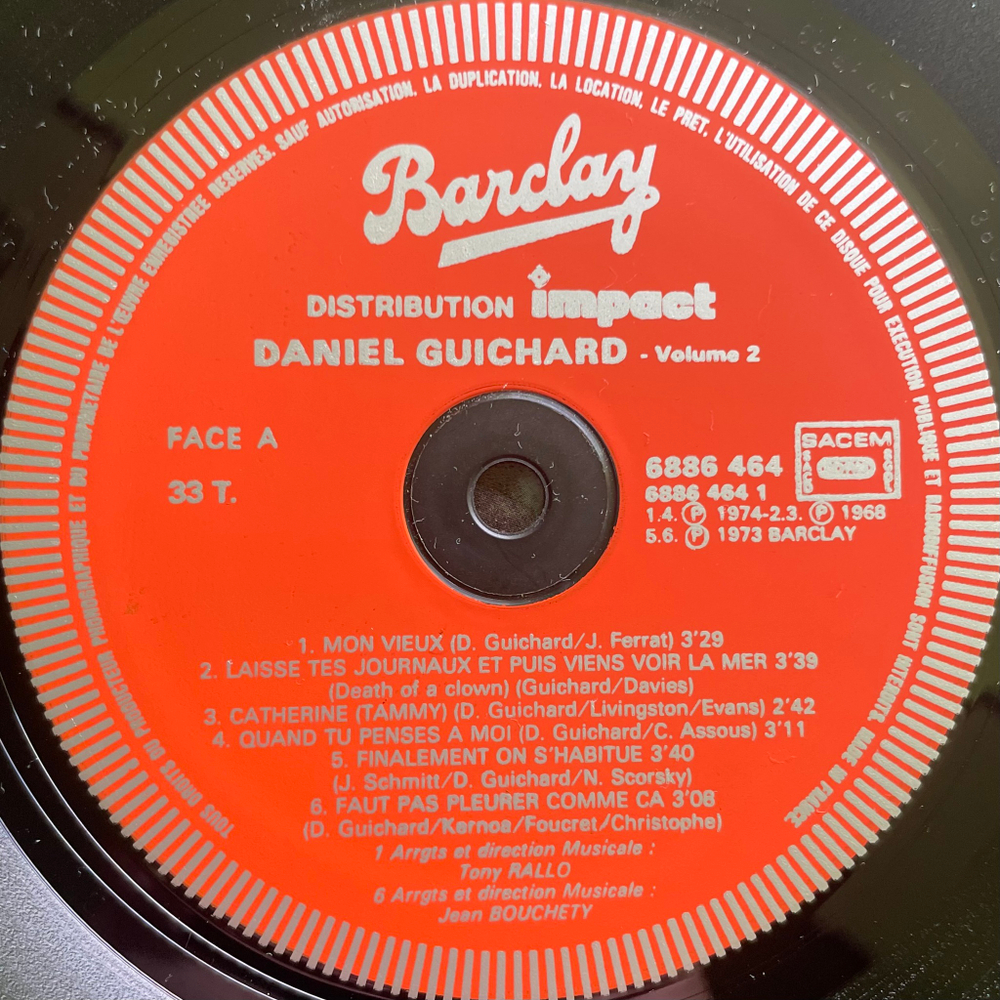 TOUS DROITS DU PRODUCTEUR PHONOGRAPHIQUE ET DU PROPRIETAIRE DE L'ŒUVRE ENREGISTREE RESERVES. SAUF AUTORISATION, LA DUPLICATION, LA LOCATION, LE PRET, L'UTILISATION DE CE DISQUE POUR EXECUTION PUBLIQUE ET RADIODIFFUSION SONT INTERDITS. MADE IN FRANCE
Barclay
DISTRIBUTION impact
DANIEL GUICHARD - Volume 2
FACE A
33 T.
SACEM
6886 464
6886 464 1
1.4. Ⓟ 1974-2.3. Ⓟ 1968
5.6. Ⓟ 1973 BARCLAY
1. MON VIEUX (D. Guichard/J. Ferrat) 3'29
2. LAISSE TES JOURNAUX ET PUIS VIENS VOIR LA MER 3'39
(Death of a clown) (Guichard/Davies)
3. CATHERINE (TAMMY) (D. Guichard/Livingston/Evans) 2'42
4. QUAND TU PENSES A MOI (D. Guichard/C. Assous) 3'11
5. FINALEMENT ON S'HABITUE 3'40
(J. Schmitt/D. Guichard/N. Scorsky)
6. FAUT PAS PLEURER COMME CA 3'08
(D. Guichard/Kernoa/Foucret/Christophe)
1 Arrgts et direction Musicale :
Tony RALLO
6 Arrgts et direction Musicale :
Jean BOUCHETY